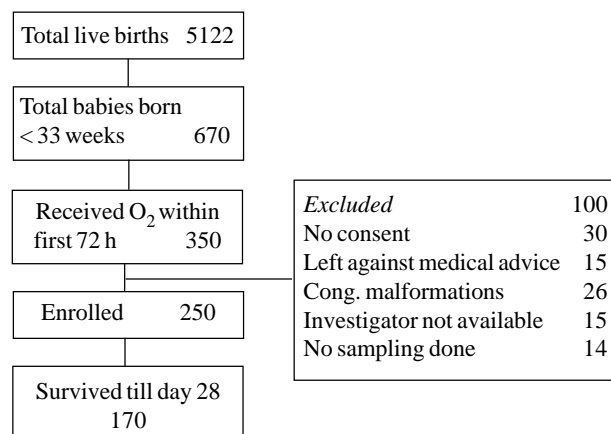 Total live births 5122
Total babies born
< 33 weeks 670
Received O2 within
first 72 h 350
Excluded 100
No consent 30
Left against medical advice 15
Cong. malformations 26
Investigator not available 15
No sampling done 14
Enrolled 250
Survived till day 28
170